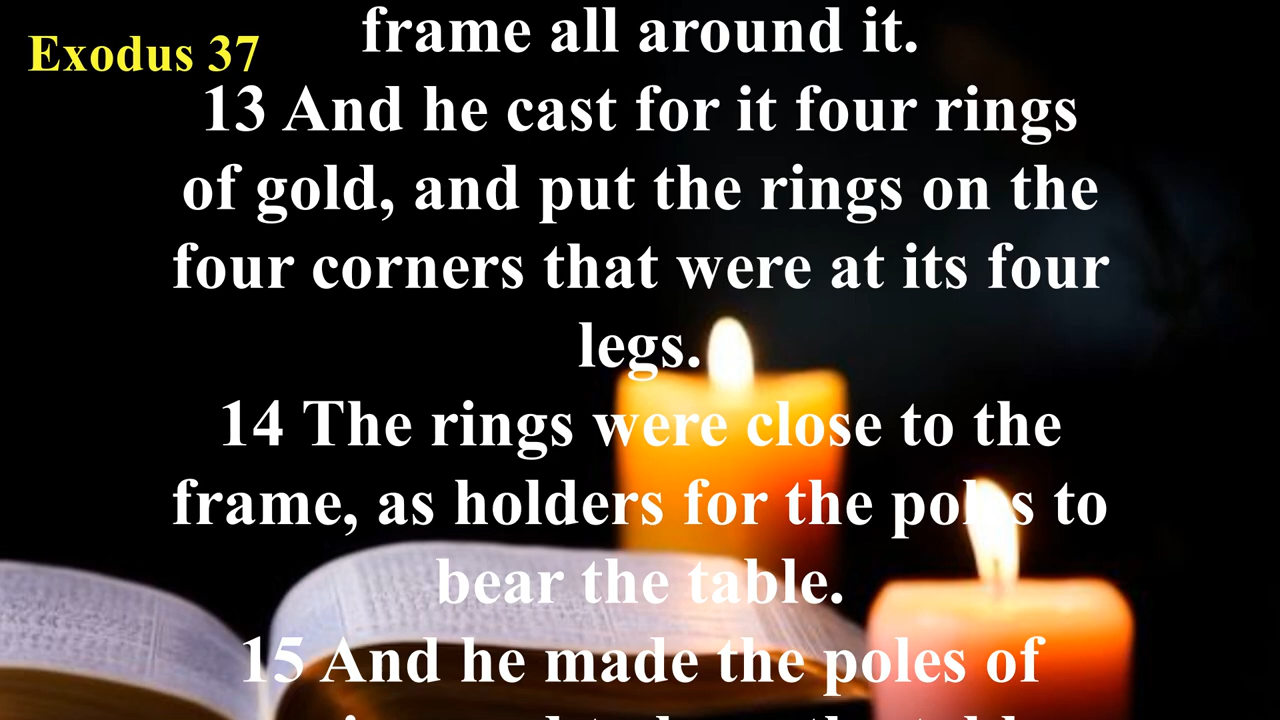 frame all around it.
Exodus 37
13 And he cast for it four rings
of gold, and put the rings on the
four corners that were at its four
legs.
14 The rings were close to the
frame, as holders for the poles to
bear the table.
15 And he made the poles of